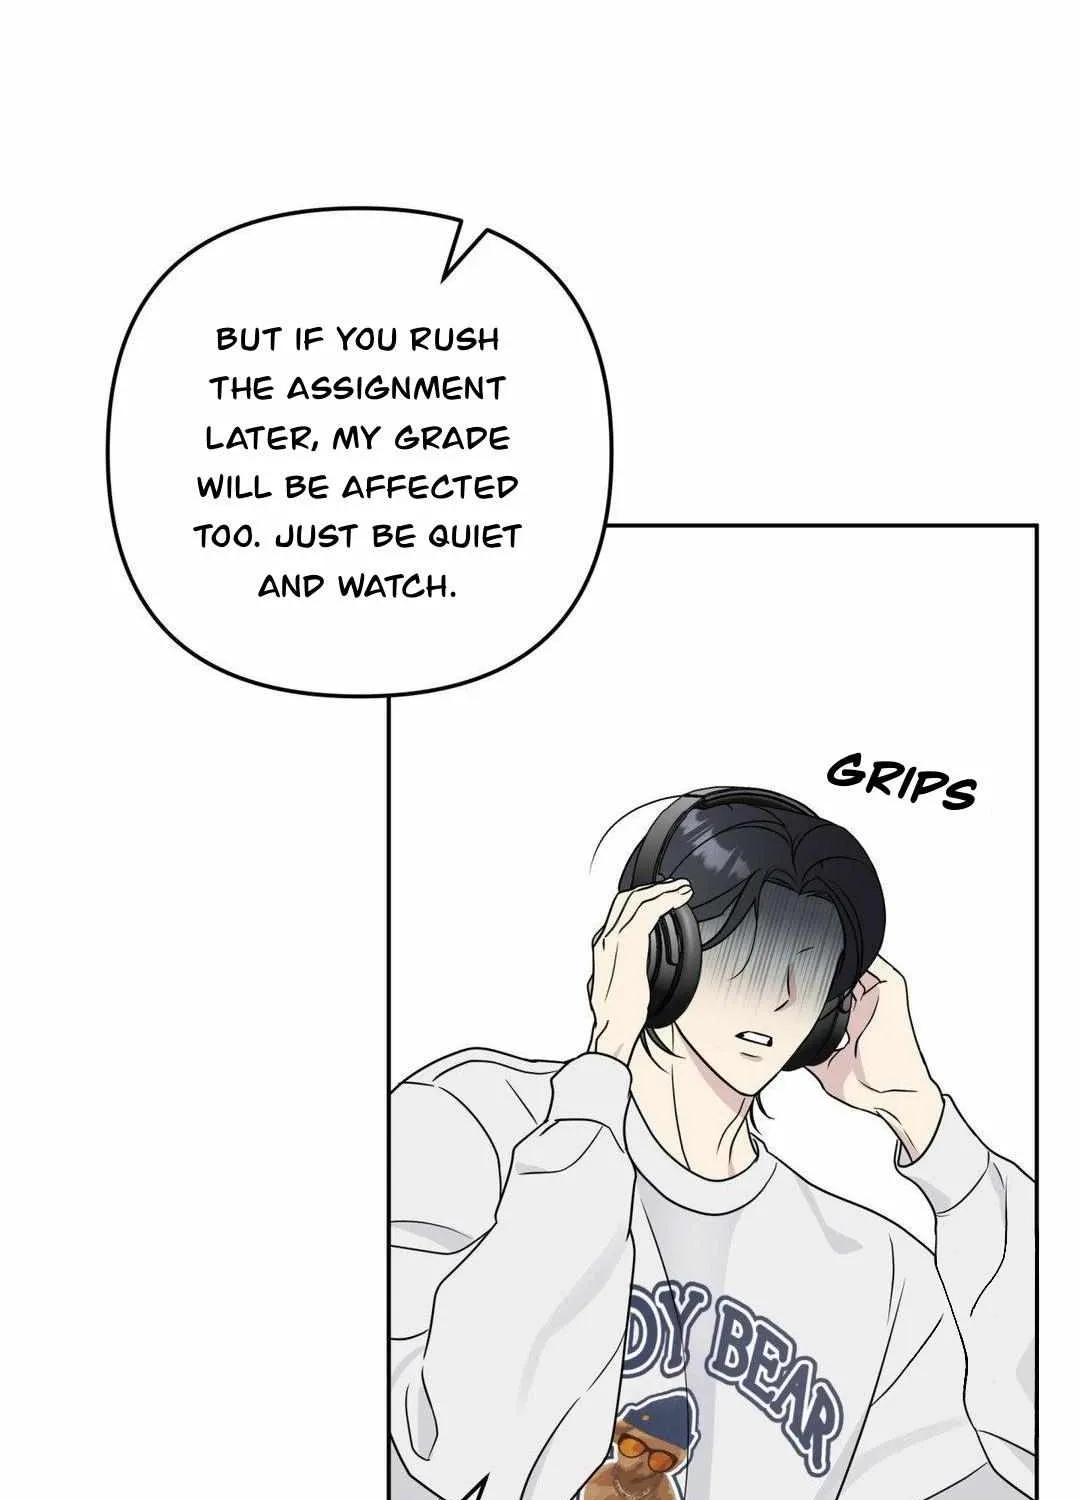 BUT IF YOU RUSH
THE ASSIGNMENT
LATER, MY GRADE
WILL BE AFFECTED
TOO. JUST BE QUIET
AND WATCH.
GRIPS
DY BEAR